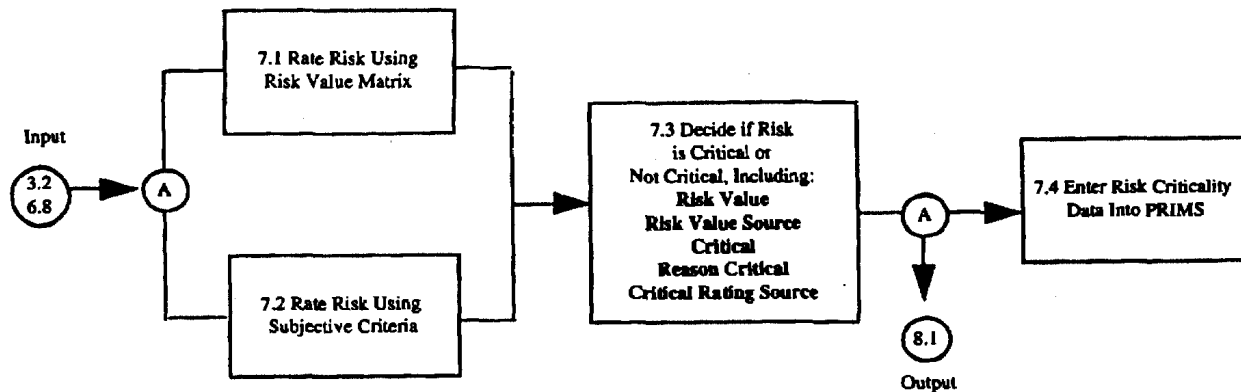 Input
3.2
6.8
A
7.1 Rate Risk Using
Risk Value Matrix
7.2 Rate Risk Using
Subjective Criteria
7.3 Decide if Risk
is Critical or
Not Critical, Including:
Risk Value
Risk Value Source
Critical
Reason Critical
Critical Rating Source
A
7.4 Enter Risk Criticality
Data Into PRIMS
8.1
Output